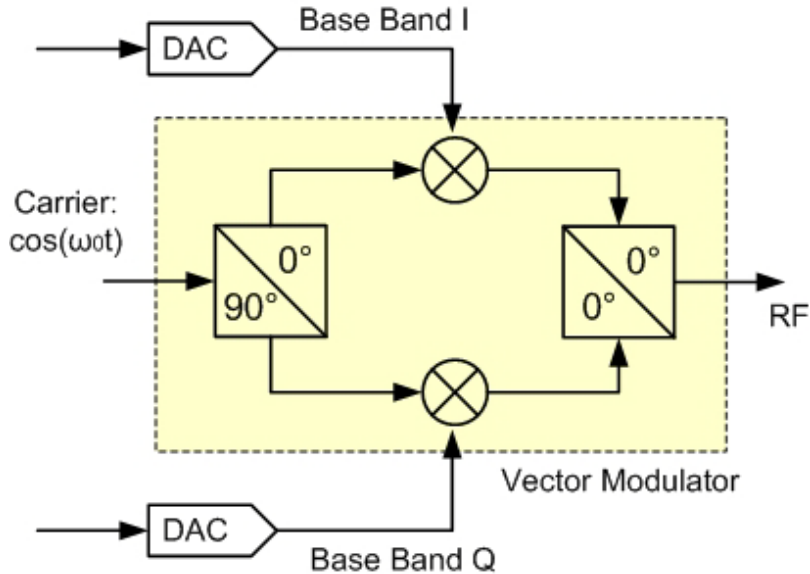 Base Band I
DAC
Carrier:
cos(ω0t)
0°
90°
0°
0°
RF
Vector Modulator
DAC
Base Band Q